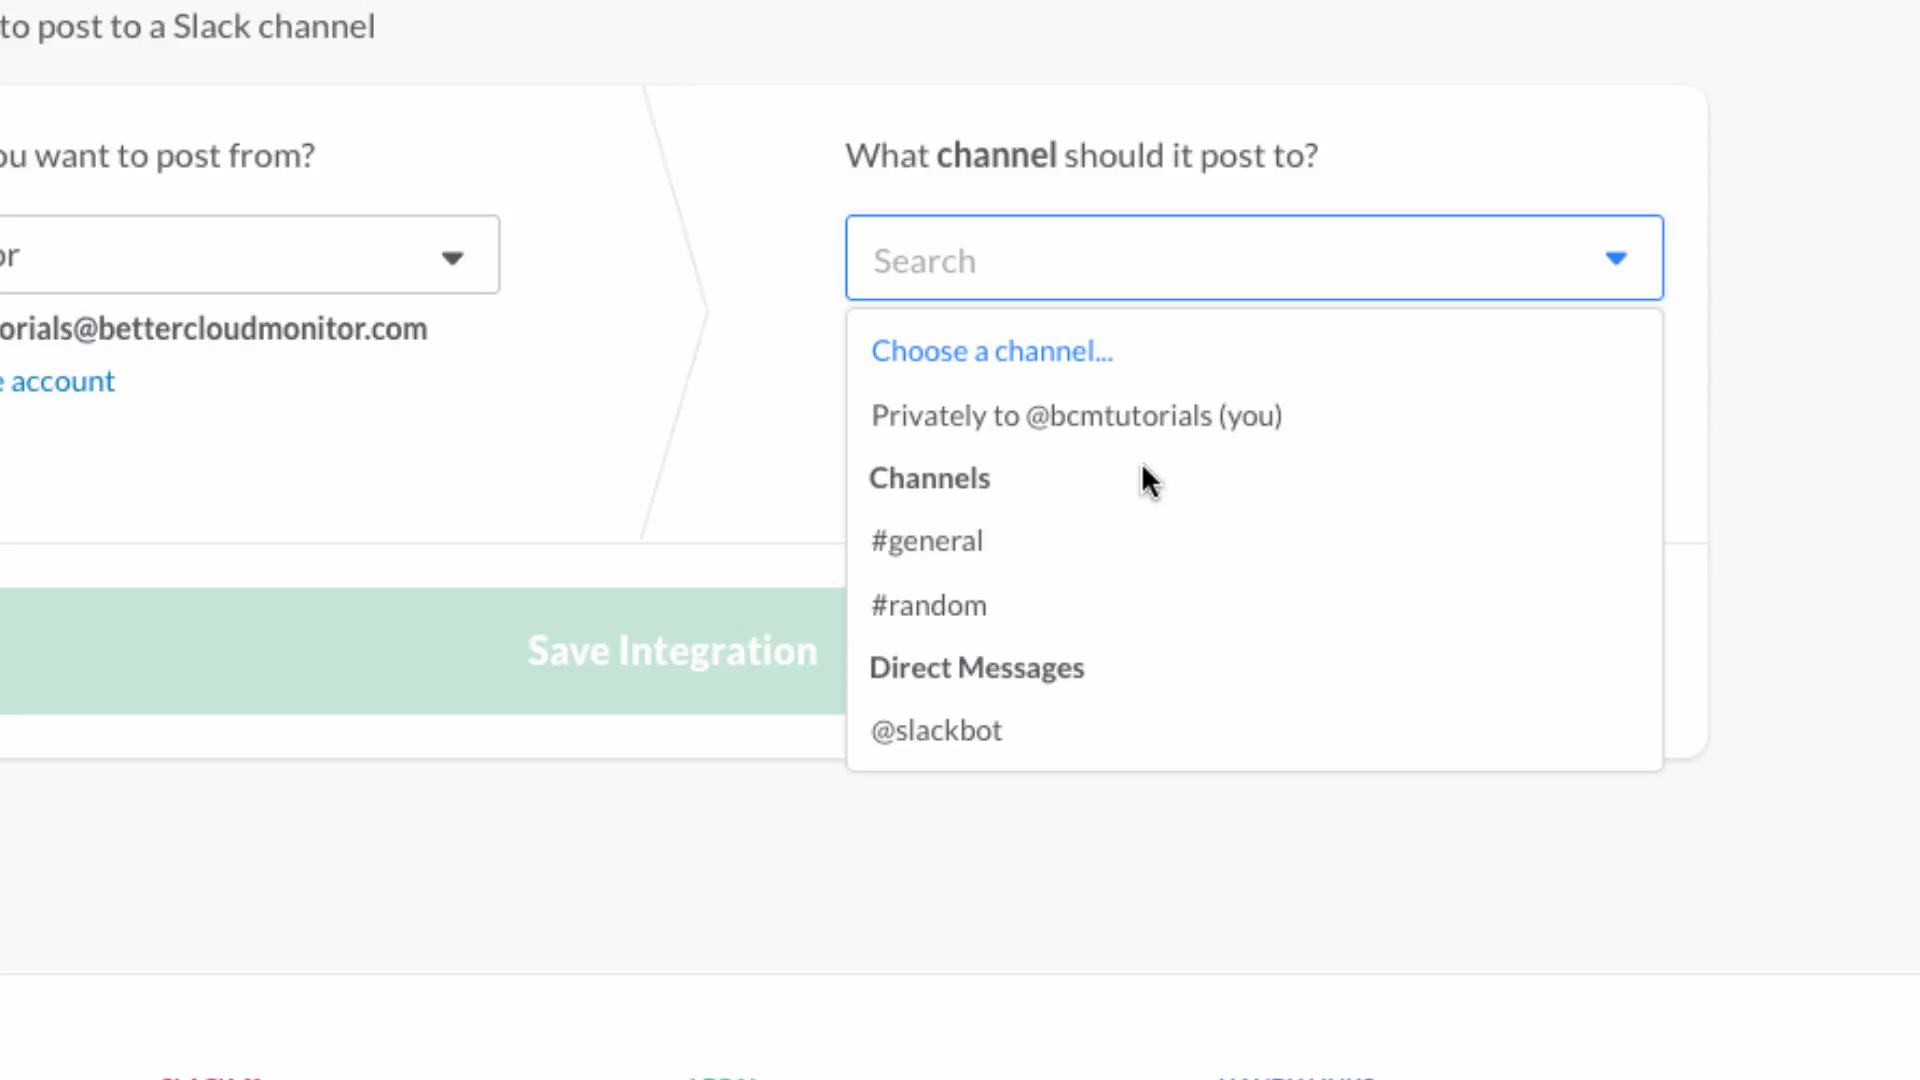 to post to a Slack channel
ou want to post from?
or
orials@bettercloudmonitor.com
e account
What channel should it post to?
Search
Choose a channel...
Privately to @bcmtutorials (you)
Channels
#general
#random
Direct Messages
@slackbot
Save Integration